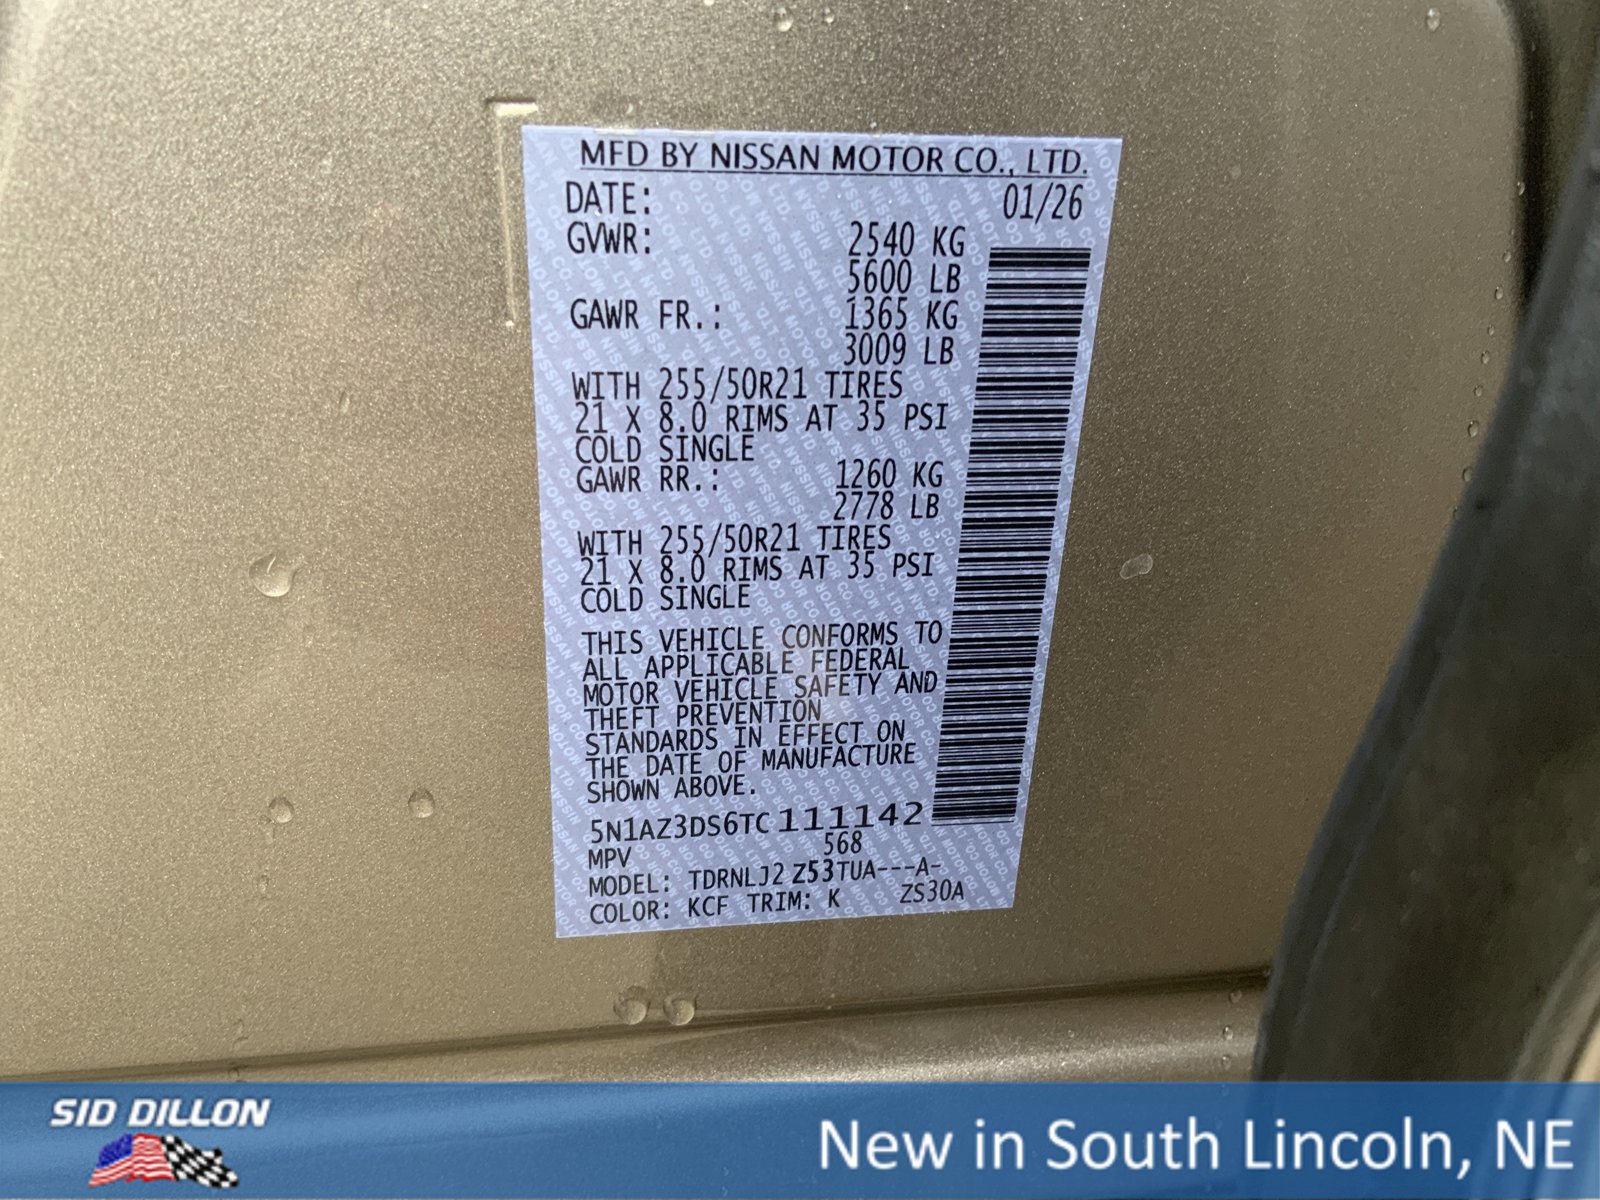 MFD BY NISSAN MOTOR CO., LTD.
DATE: 01/26
GVWR: 2540 KG
5600 LB
GAWR FR.: 1365 KG
3009 LB
WITH 255/50R21 TIRES
21 X 8.0 RIMS AT 35 PSI
COLD SINGLE
GAWR RR.: 1260 KG
2778 LB
WITH 255/50R21 TIRES
21 X 8.0 RIMS AT 35 PSI
COLD SINGLE
THIS VEHICLE CONFORMS TO
ALL APPLICABLE FEDERAL
MOTOR VEHICLE SAFETY AND
THEFT PREVENTION
STANDARDS IN EFFECT ON
THE DATE OF MANUFACTURE
SHOWN ABOVE.
5N1AZ3DS6TC111142
MPV 568
MODEL: TDRNLJ2 Z53TUA---A-
COLOR: KCF TRIM: K ZS30A
SID DILLON
New in South Lincoln, NE